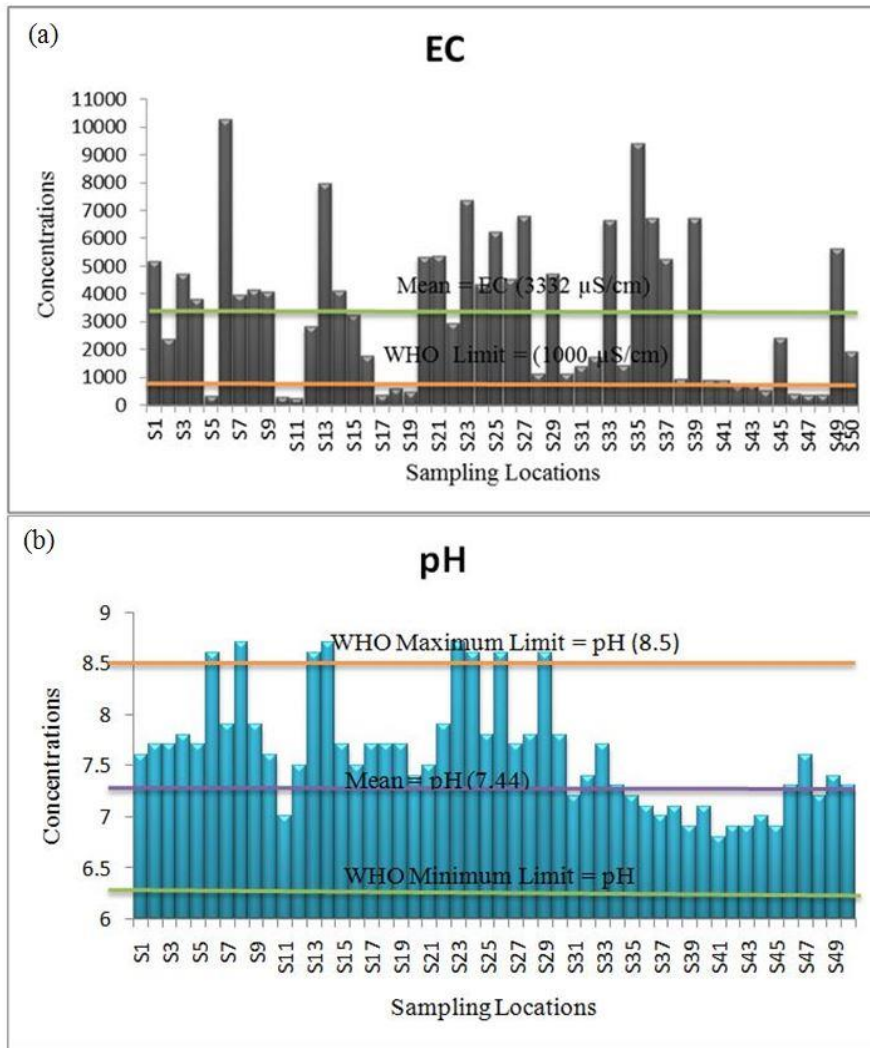 (a)
EC
11000
10000
9000
8000
7000
6000
5000
4000
3000
2000
1000
0
Concentrations
Mean = EC (3332 µS/cm)
WHO Limit = (1000 µS/cm)
S1 S3 S5 S7 S9 S11 S13 S15 S17 S19 S21 S23 S25 S27 S29 S31 S33 S35 S37 S39 S41 S43 S45 S47 S49 S50
Sampling Locations
(b)
pH
9
8.5
8
7.5
7
6.5
6
Concentrations
WHO Maximum Limit = pH (8.5)
Mean = pH (7.44)
WHO Minimum Limit = pH
S1 S3 S5 S7 S9 S11 S13 S15 S17 S19 S21 S23 S25 S27 S29 S31 S33 S35 S37 S39 S41 S43 S45 S47 S49
Sampling Locations